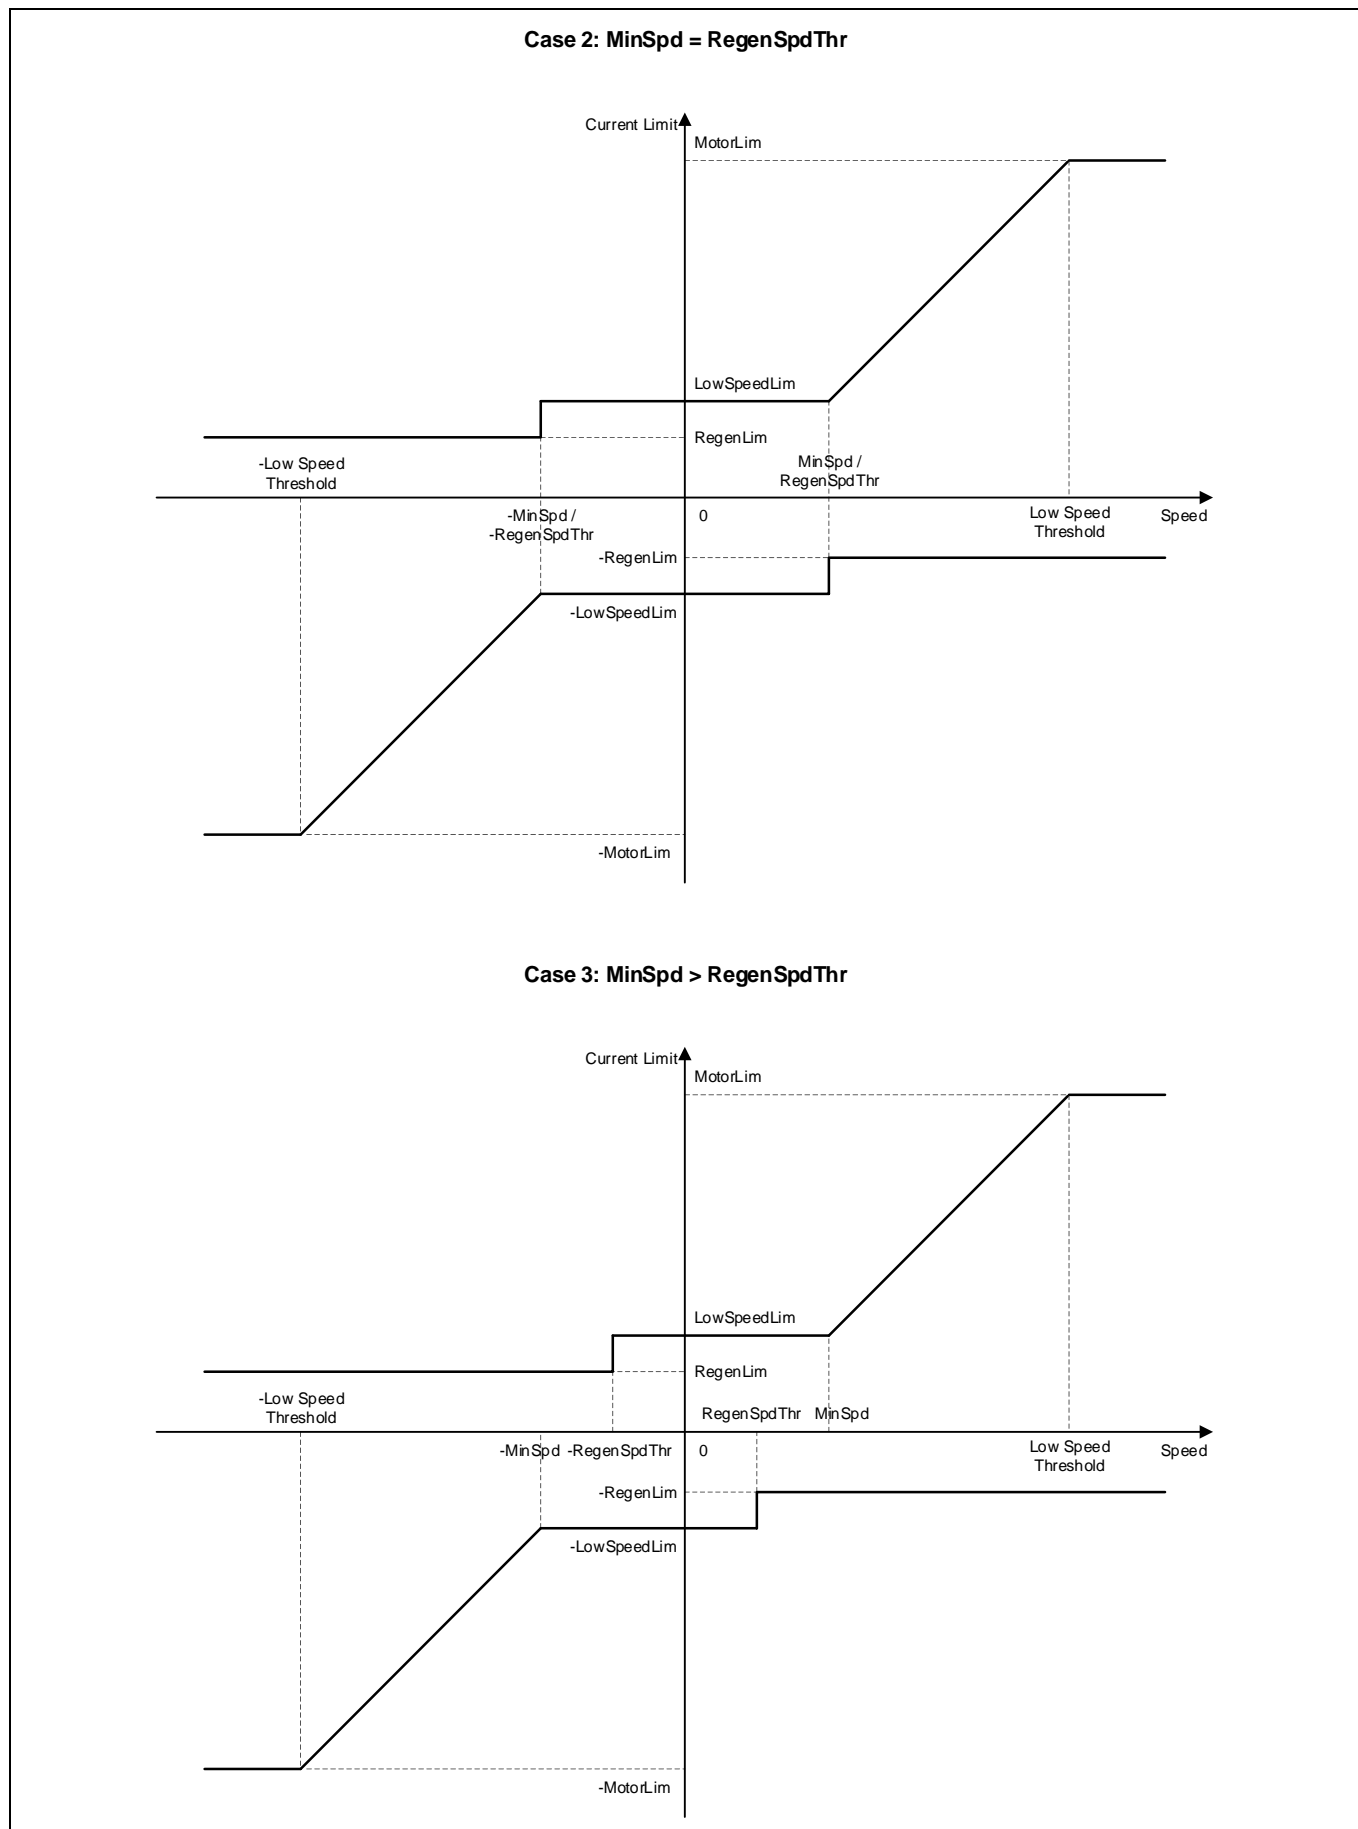 Case 2: MinSpd = RegenSpdThr
Current Limit
MotorLim
LowSpeedLim
RegenLim
-Low Speed
Threshold
MinSpd /
RegenSpdThr
-MinSpd /
-RegenSpdThr
0
Low Speed
Threshold
Speed
-RegenLim
-LowSpeedLim
-MotorLim
Case 3: MinSpd > RegenSpdThr
Current Limit
MotorLim
LowSpeedLim
RegenLim
-Low Speed
Threshold
RegenSpdThr
MinSpd
-MinSpd
-RegenSpdThr
0
Low Speed
Threshold
Speed
-RegenLim
-LowSpeedLim
-MotorLim